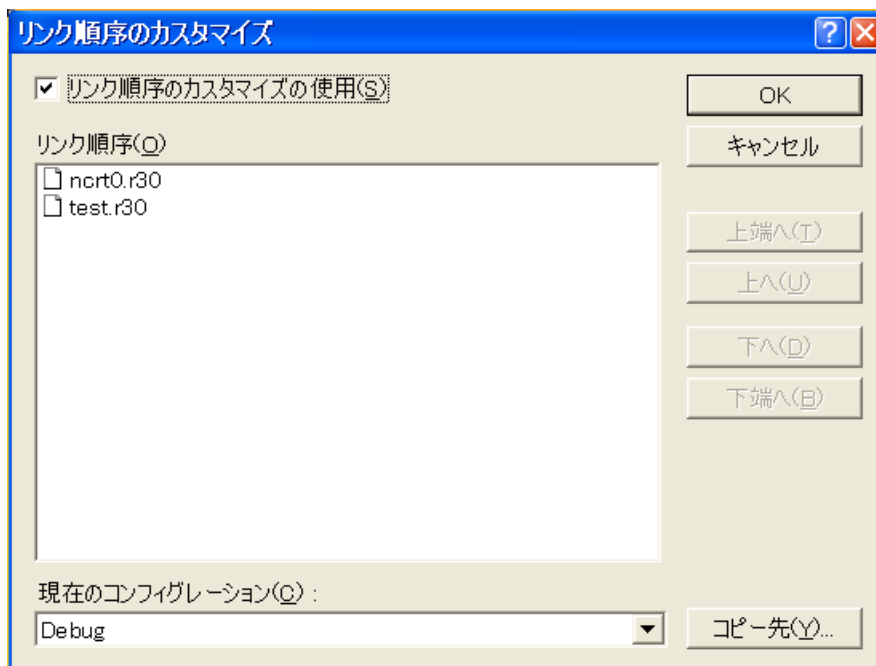 リンク順序のカスタマイズ
リンク順序のカスタマイズの使用(S)
OK
リンク順序(O)
キャンセル
ncrt0.r30
test.r30
上端へ(T)
上へ(U)
下へ(D)
下端へ(B)
現在のコンフィグレーション(C) :
Debug
コピー先(Y)...